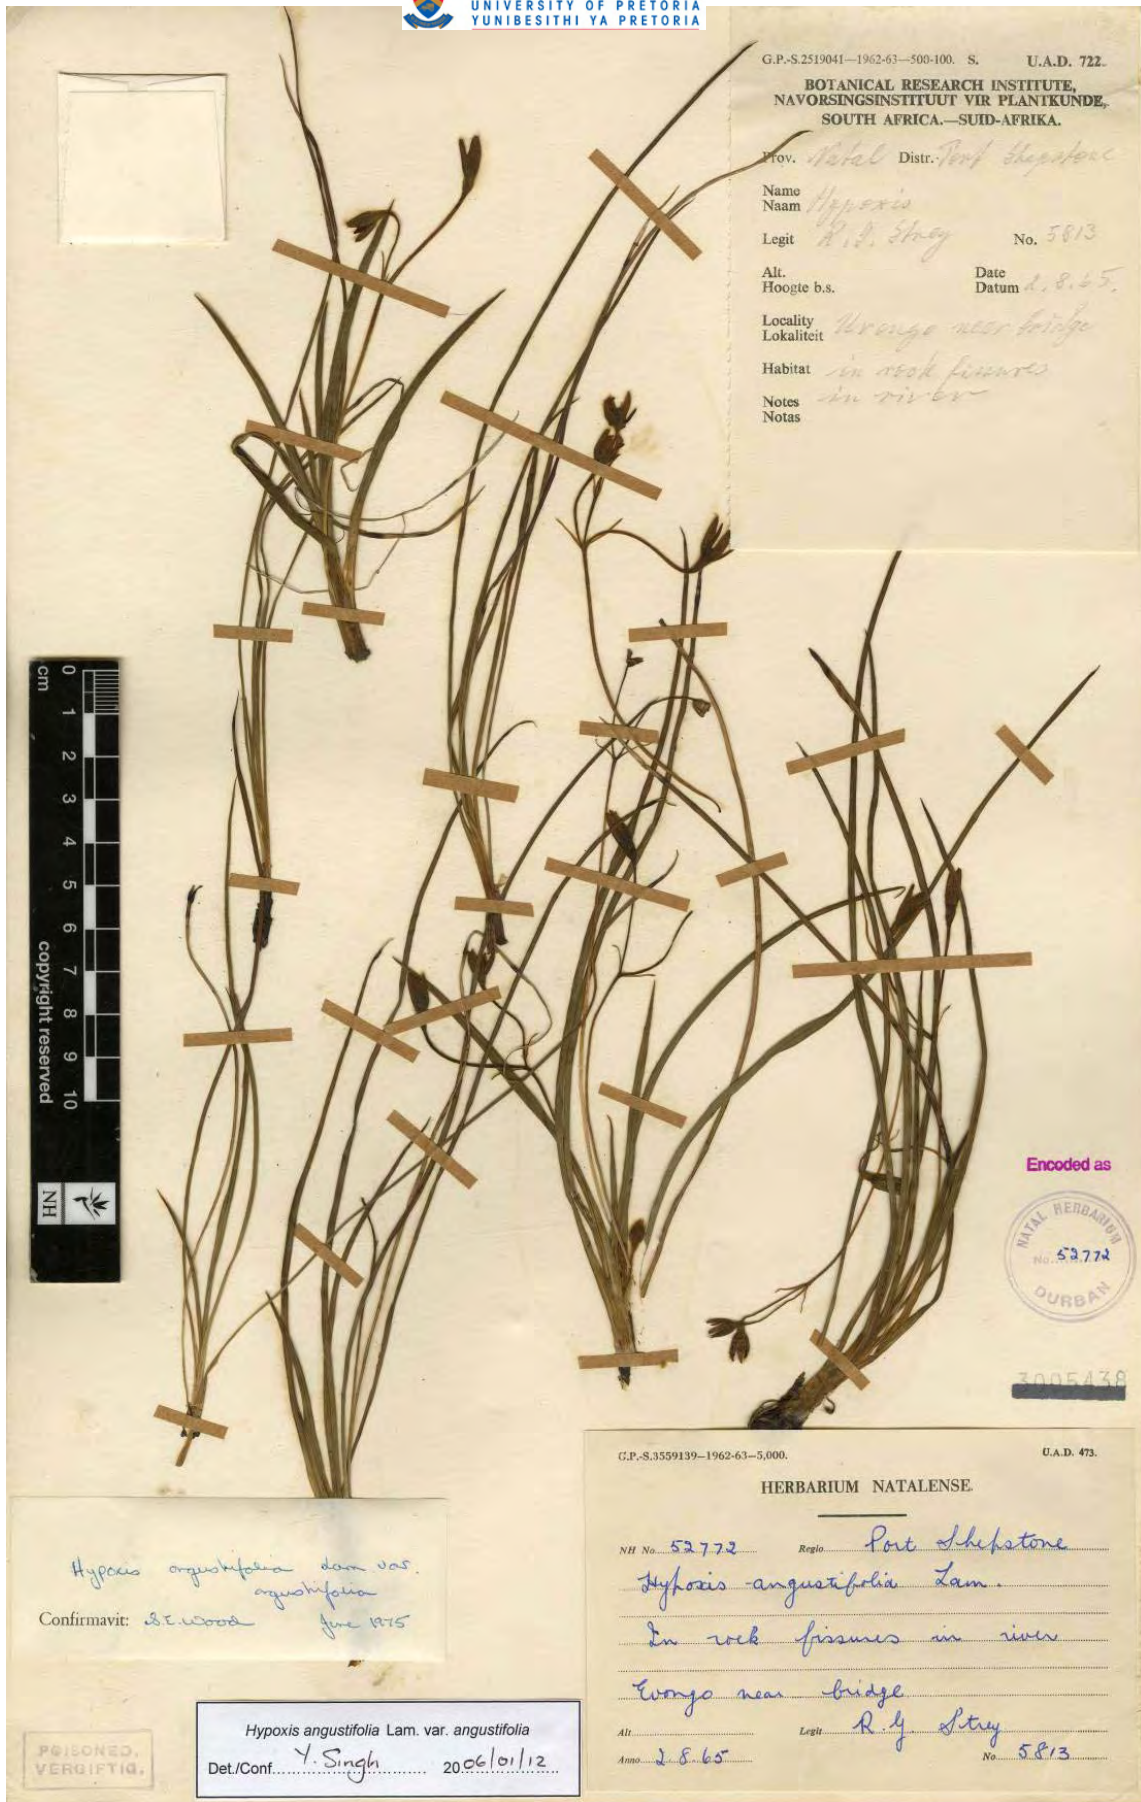 UNIVERSITY OF PRETORIA
YUNIBESITHI YA PRETORIA
G.P.-S.2519041—1962-63—500-100. S. U.A.D. 722.
BOTANICAL RESEARCH INSTITUTE,
NAVORSINGSINSTITUUT VIR PLANTKUNDE,
SOUTH AFRICA.—SUID-AFRIKA.
Prov. Natal Distr. Port Shepstone
Name
Naam Hypoxis
Legit R. G. Strey No. 5813
Alt. Date
Hoogte b.s. Datum 2.8.65.
Locality
Lokaliteit near bridge
Habitat in rock fissures
Notes in river
Notas
cm
0 1 2 3 4 5 6 7 8 9 10
copyright reserved
NH
Encoded as
NATAL HERBARIUM
No. 52772
DURBAN
3005438
G.P.-S.3559139—1962-63—5,000. U.A.D. 473.
HERBARIUM NATALENSE.
NH No. 52772 Regio Port Shepstone
Hypoxis angustifolia Lam.
In rock fissures in river
Evongo near bridge
Alt Legit R. G. Strey
Anno 2.8.65 No 5813
Hypoxis angustifolia Lam var.
angustifolia
Confirmavit: S.E. Wood June 1975
Hypoxis angustifolia Lam. var. angustifolia
Det./Conf. Y. Singh 2006/01/12
POISONED.
VERGIFTIG.